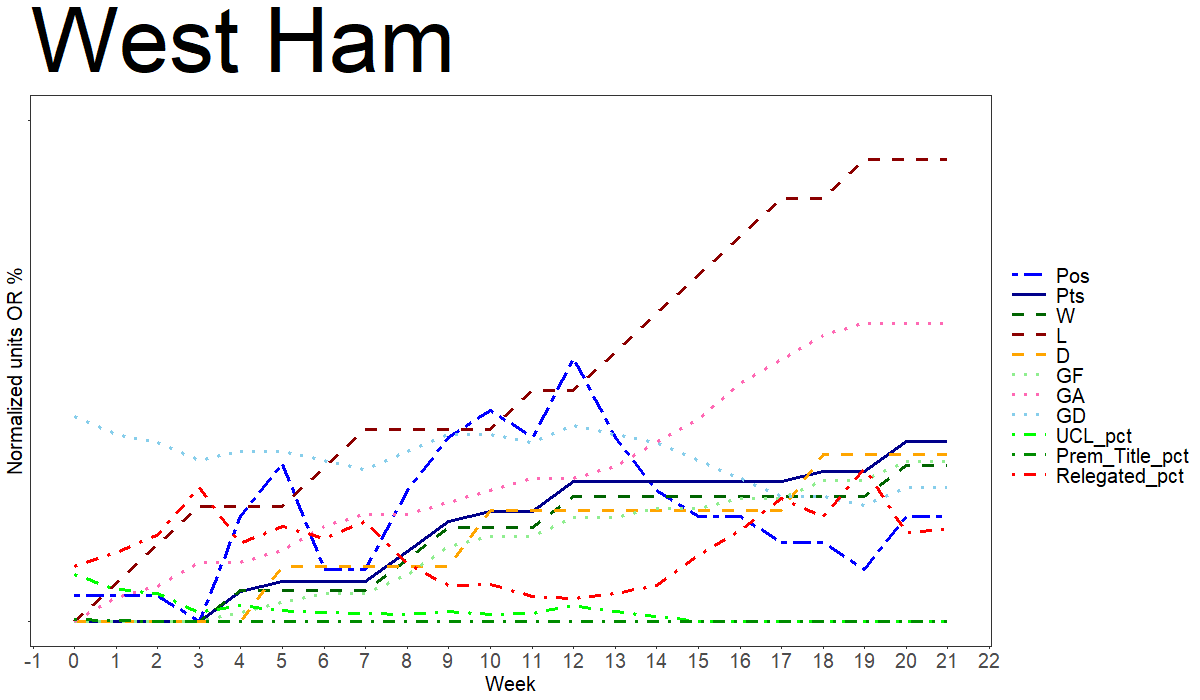 West Ham
Normalized units OR %
Pos
Pts
W
L
D
GF
GA
GD
UCL_pct
Prem_Title_pct
Relegated_pct
-1 0 1 2 3 4 5 6 7 8 9 10 11 12 13 14 15 16 17 18 19 20 21 22
Week